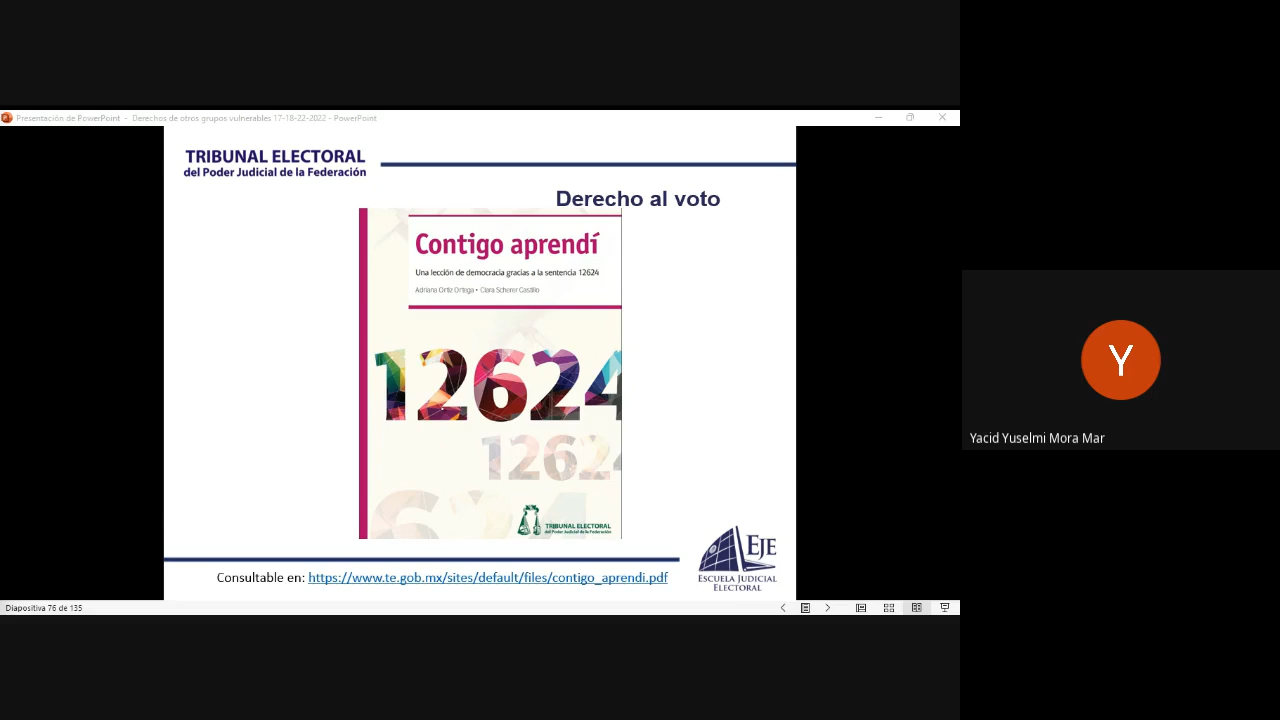 Presentación de PowerPoint - Derechos de otros grupos vulnerables 17-18-22-2022 - PowerPoint
TRIBUNAL ELECTORAL
del Poder Judicial de la Federación
Derecho al voto
Contigo aprendí
Una lección de democracia gracias a la sentencia 12624
Adriana Ortiz Ortega • Clara Scherer Castillo
12624
12624
624
TRIBUNAL ELECTORAL
del Poder Judicial de la Federación
EJE
ESCUELA JUDICIAL
ELECTORAL
Consultable en: https://www.te.gob.mx/sites/default/files/contigo_aprendi.pdf
Diapositiva 76 de 135
Y
Yacid Yuselmi Mora Mar